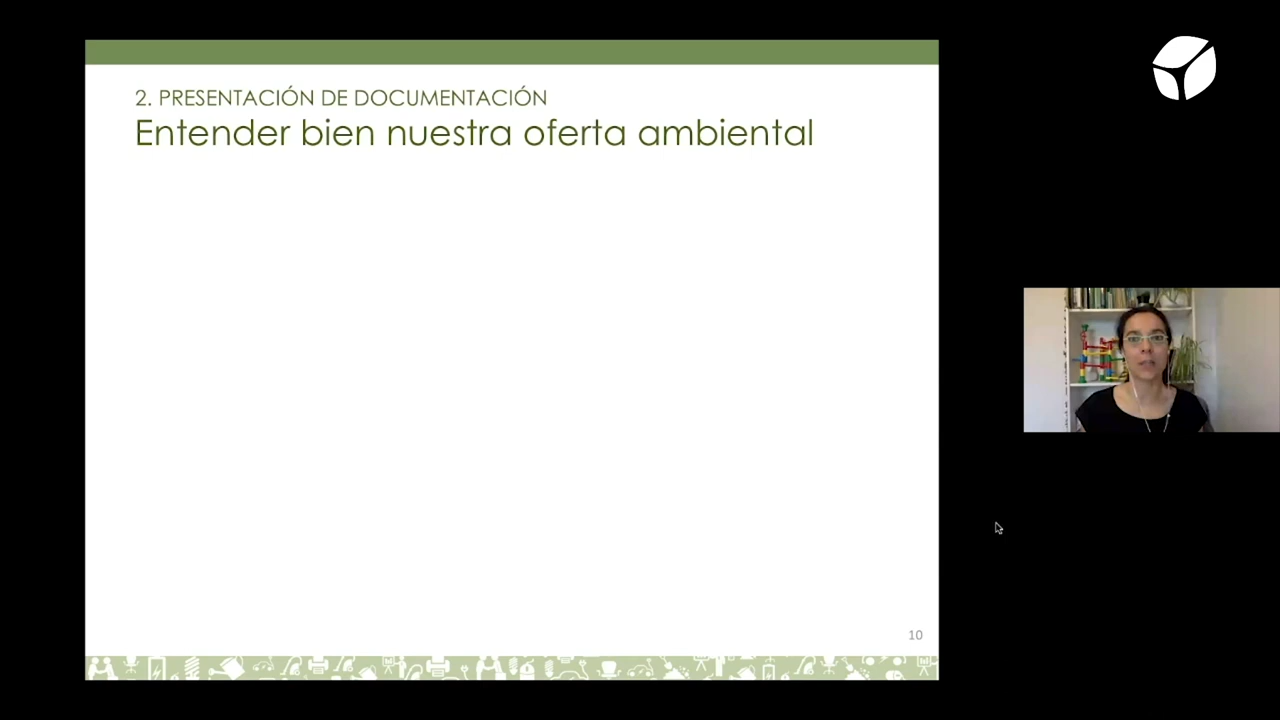 2. PRESENTACIÓN DE DOCUMENTACIÓN
Entender bien nuestra oferta ambiental
10